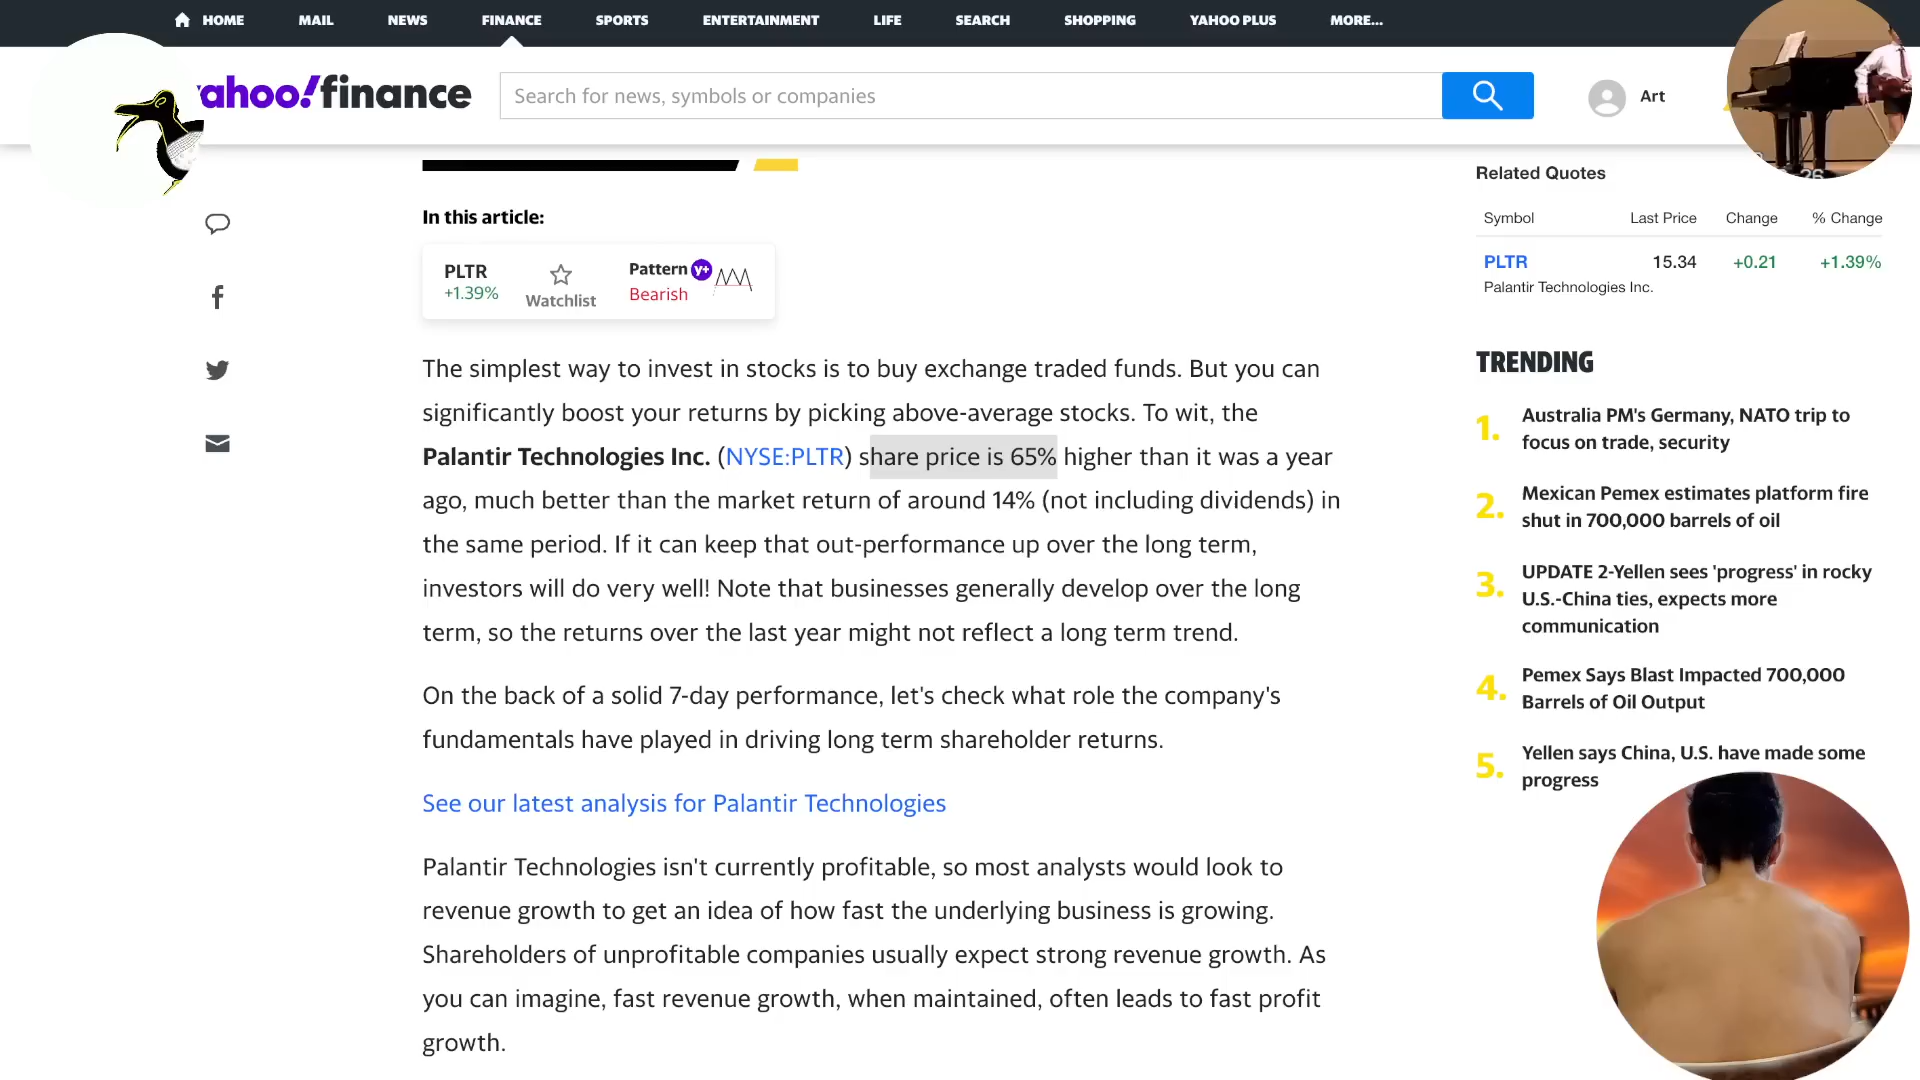 HOME MAIL NEWS FINANCE SPORTS ENTERTAINMENT LIFE SEARCH SHOPPING YAHOO PLUS MORE...
yahoo!finance
Search for news, symbols or companies
Art
In this article:
PLTR
+1.39%
Watchlist
Pattern y+
Bearish
The simplest way to invest in stocks is to buy exchange traded funds. But you can
significantly boost your returns by picking above-average stocks. To wit, the
Palantir Technologies Inc. (NYSE:PLTR) share price is 65% higher than it was a year
ago, much better than the market return of around 14% (not including dividends) in
the same period. If it can keep that out-performance up over the long term,
investors will do very well! Note that businesses generally develop over the long
term, so the returns over the last year might not reflect a long term trend.
On the back of a solid 7-day performance, let's check what role the company's
fundamentals have played in driving long term shareholder returns.
See our latest analysis for Palantir Technologies
Palantir Technologies isn't currently profitable, so most analysts would look to
revenue growth to get an idea of how fast the underlying business is growing.
Shareholders of unprofitable companies usually expect strong revenue growth. As
you can imagine, fast revenue growth, when maintained, often leads to fast profit
growth.
Related Quotes
Symbol Last Price Change % Change
PLTR 15.34 +0.21 +1.39%
Palantir Technologies Inc.
TRENDING
1. Australia PM's Germany, NATO trip to
focus on trade, security
2. Mexican Pemex estimates platform fire
shut in 700,000 barrels of oil
3. UPDATE 2-Yellen sees 'progress' in rocky
U.S.-China ties, expects more
communication
4. Pemex Says Blast Impacted 700,000
Barrels of Oil Output
5. Yellen says China, U.S. have made some
progress